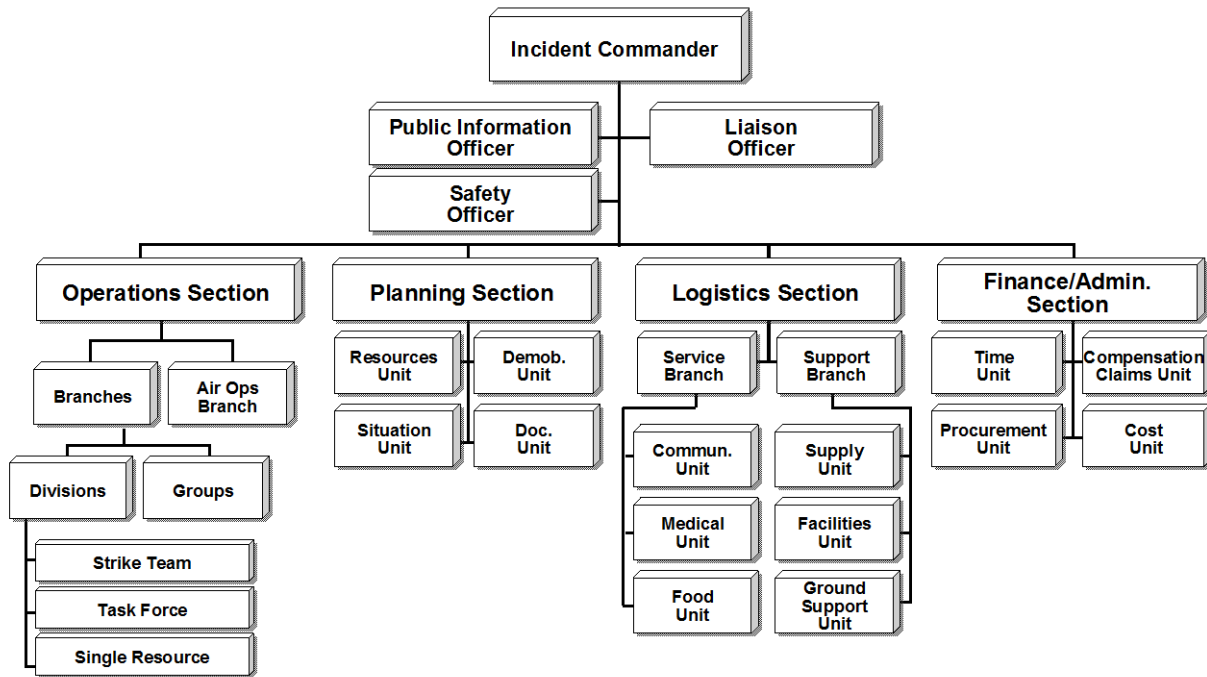 Incident Commander
Public Information
Officer
Liaison
Officer
Safety
Officer
Operations Section
Planning Section
Logistics Section
Finance/Admin.
Section
Resources
Unit
Demob.
Unit
Service
Branch
Support
Branch
Time
Unit
Compensation
Claims Unit
Branches
Air Ops
Branch
Situation
Unit
Doc.
Unit
Procurement
Unit
Cost
Unit
Commun.
Unit
Supply
Unit
Divisions
Groups
Medical
Unit
Facilities
Unit
Strike Team
Task Force
Single Resource
Food
Unit
Ground
Support
Unit